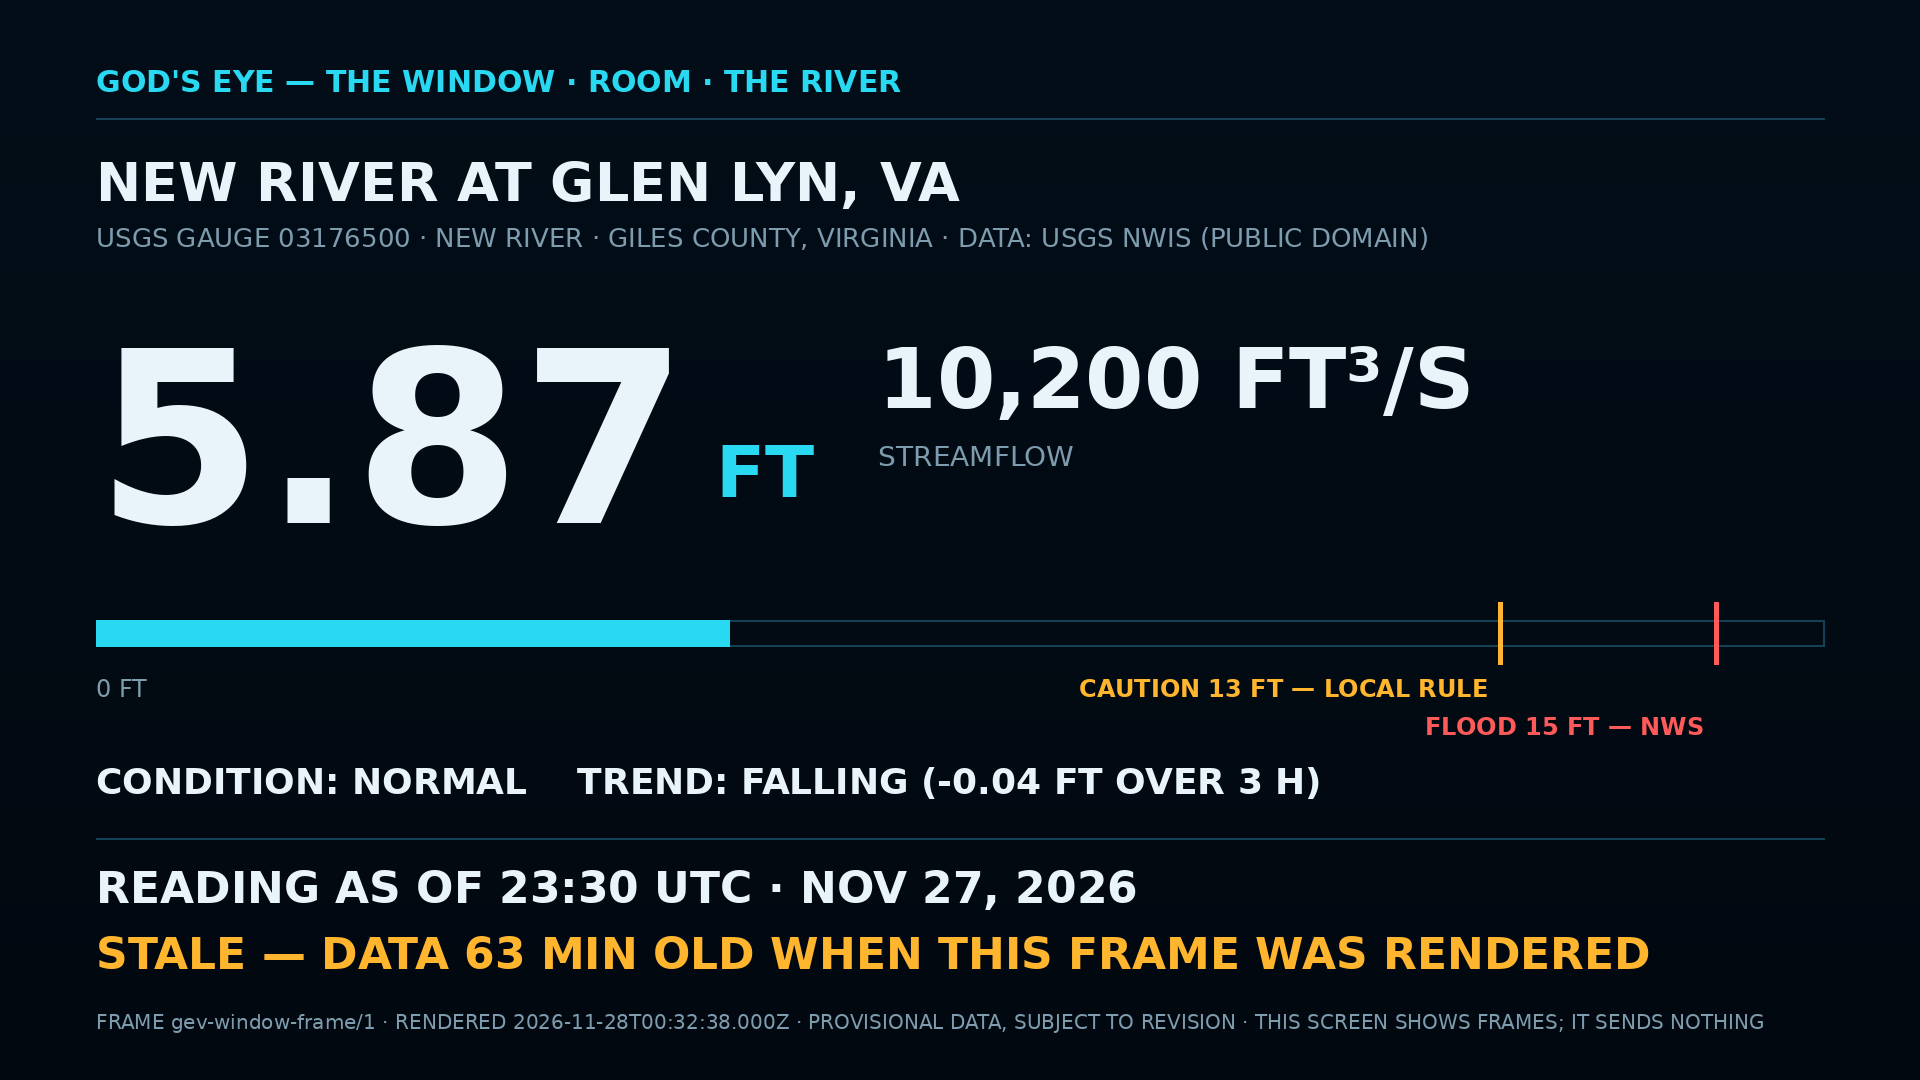 GOD'S EYE — THE WINDOW · ROOM · THE RIVER
NEW RIVER AT GLEN LYN, VA
USGS GAUGE 03176500 · NEW RIVER · GILES COUNTY, VIRGINIA · DATA: USGS NWIS (PUBLIC DOMAIN)
5.87 FT
10,200 FT³/S
STREAMFLOW
0 FT
CAUTION 13 FT — LOCAL RULE
FLOOD 15 FT — NWS
CONDITION: NORMAL TREND: FALLING (-0.04 FT OVER 3 H)
READING AS OF 23:30 UTC · NOV 27, 2026
STALE — DATA 63 MIN OLD WHEN THIS FRAME WAS RENDERED
FRAME gev-window-frame/1 · RENDERED 2026-11-28T00:32:38.000Z · PROVISIONAL DATA, SUBJECT TO REVISION · THIS SCREEN SHOWS FRAMES; IT SENDS NOTHING